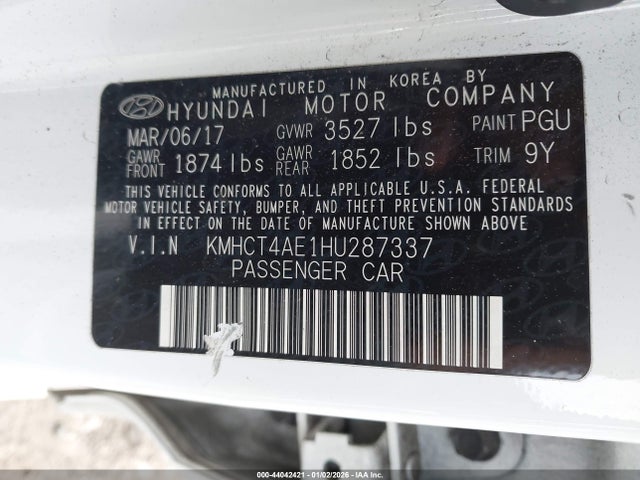 MANUFACTURED IN KOREA BY
HYUNDAI MOTOR COMPANY
MAR/06/17 GVWR 3527 lbs PAINT PGU
GAWR FRONT 1874 lbs GAWR REAR 1852 lbs TRIM 9Y
THIS VEHICLE CONFORMS TO ALL APPLICABLE U.S.A. FEDERAL
MOTOR VEHICLE SAFETY, BUMPER, AND THEFT PREVENTION STANDARDS
IN EFFECT ON THE DATE OF MANUFACTURE SHOWN ABOVE.
V.I.N KMHCT4AE1HU287337
PASSENGER CAR
000-44042421 - 01/02/2026 - IAA Inc.